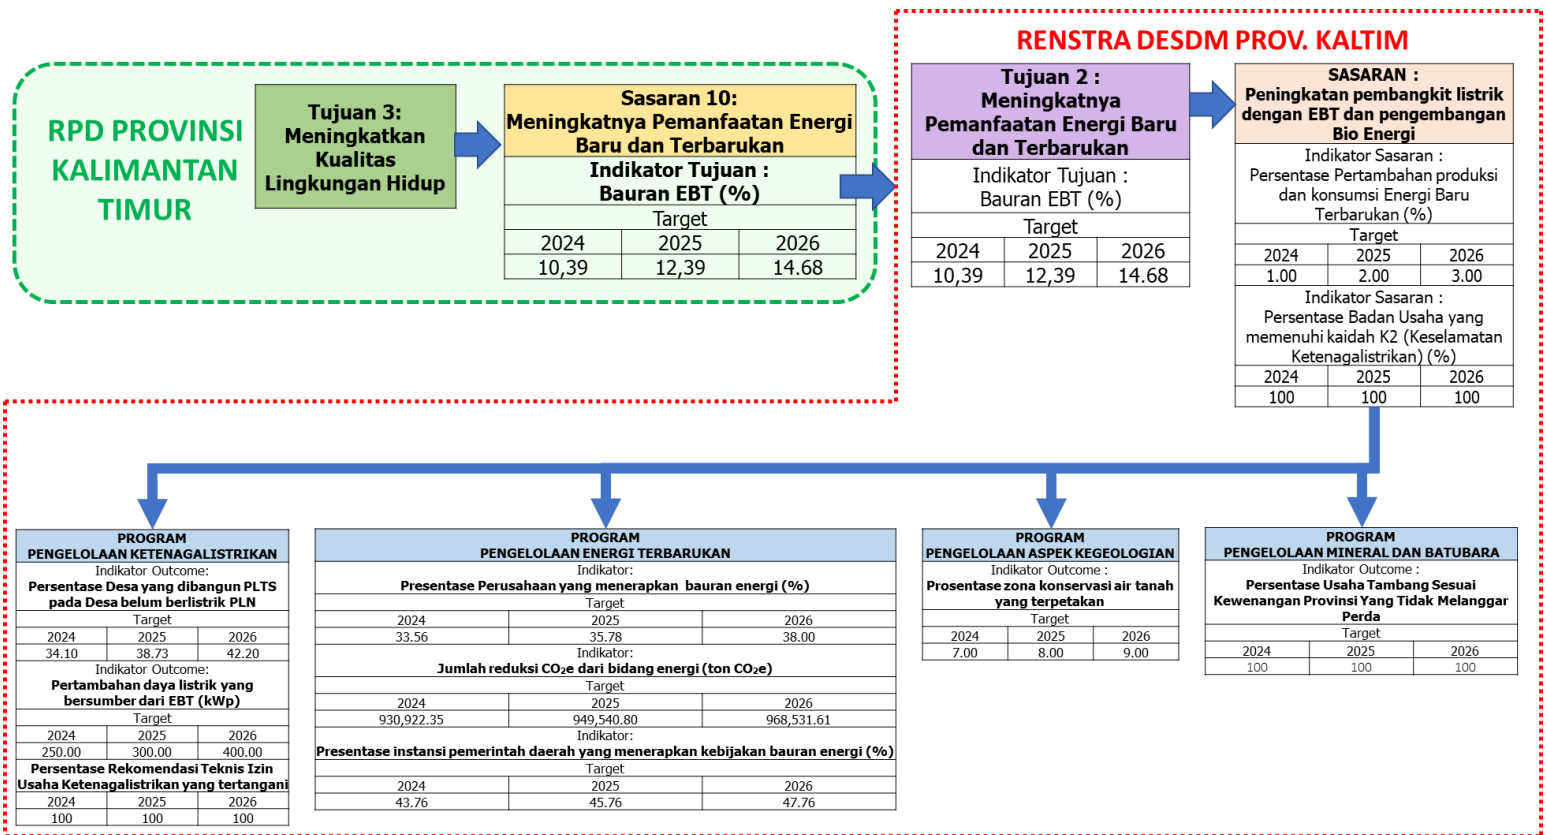 RPD PROVINSI
KALIMANTAN
TIMUR
Tujuan 3:
Meningkatkan
Kualitas
Lingkungan Hidup
Sasaran 10:
Meningkatnya Pemanfaatan Energi
Baru dan Terbarukan
Indikator Tujuan :
Bauran EBT (%)
Target
2024 2025 2026
10,39 12,39 14.68
RENSTRA DESDM PROV. KALTIM
Tujuan 2 :
Meningkatnya
Pemanfaatan Energi Baru
dan Terbarukan
Indikator Tujuan :
Bauran EBT (%)
Target
2024 2025 2026
10,39 12,39 14.68
SASARAN :
Peningkatan pembangkit listrik
dengan EBT dan pengembangan
Bio Energi
Indikator Sasaran :
Persentase Pertambahan produksi
dan konsumsi Energi Baru
Terbarukan (%)
Target
2024 2025 2026
1.00 2.00 3.00
Indikator Sasaran :
Persentase Badan Usaha yang
memenuhi kaidah K2 (Keselamatan
Ketenagalistrikan) (%)
2024 2025 2026
100 100 100
PROGRAM
PENGELOLAAN KETENAGALISTRIKAN
Indikator Outcome:
Persentase Desa yang dibangun PLTS
pada Desa belum berlistrik PLN
Target
2024 2025 2026
34.10 38.73 42.20
Indikator Outcome:
Pertambahan daya listrik yang
bersumber dari EBT (kWp)
Target
2024 2025 2026
250.00 300.00 400.00
Persentase Rekomendasi Teknis Izin
Usaha Ketenagalistrikan yang tertangani
2024 2025 2026
100 100 100
PROGRAM
PENGELOLAAN ENERGI TERBARUKAN
Indikator:
Presentase Perusahaan yang menerapkan bauran energi (%)
Target
2024 2025 2026
33.56 35.78 38.00
Indikator:
Jumlah reduksi CO₂e dari bidang energi (ton CO₂e)
Target
2024 2025 2026
930,922.35 949,540.80 968,531.61
Indikator:
Presentase instansi pemerintah daerah yang menerapkan kebijakan bauran energi (%)
Target
2024 2025 2026
43.76 45.76 47.76
PROGRAM
PENGELOLAAN ASPEK KEGEOLOGIAN
Indikator Outcome :
Prosentase zona konservasi air tanah
yang terpetakan
Target
2024 2025 2026
7.00 8.00 9.00
PROGRAM
PENGELOLAAN MINERAL DAN BATUBARA
Indikator Outcome :
Persentase Usaha Tambang Sesuai
Kewenangan Provinsi Yang Tidak Melanggar
Perda
Target
2024 2025 2026
100 100 100